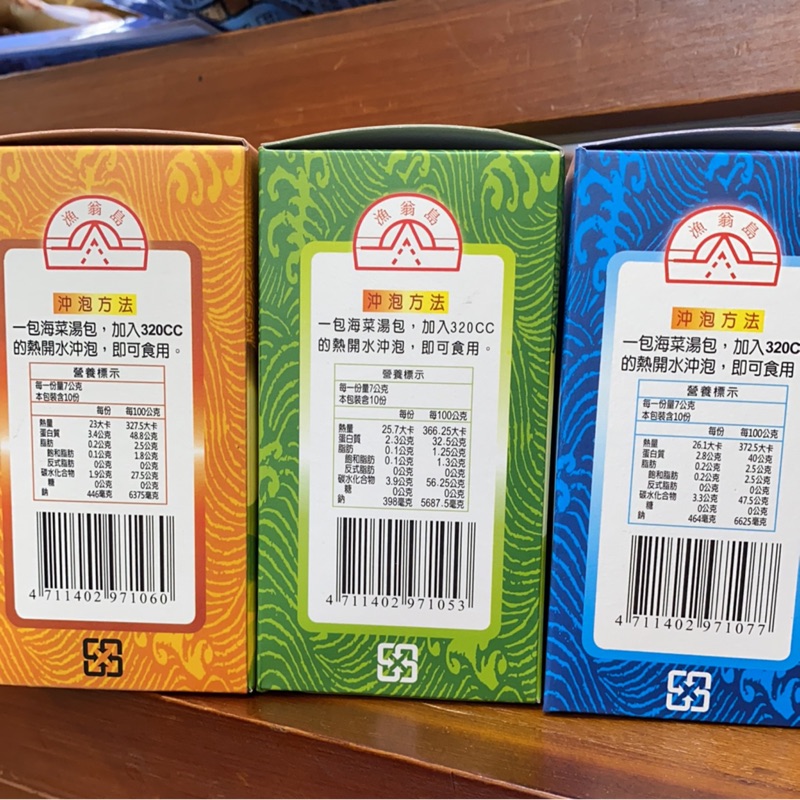 漁翁島
沖泡方法
一包海菜湯包，加入320CC
的熱開水沖泡，即可食用。
營養標示
每一份量7公克
本包裝含10份
每份 每100公克
熱量 23大卡 327.5大卡
蛋白質 3.4公克 48.8公克
脂肪 0.2公克 2.5公克
飽和脂肪 0.1公克 1.8公克
反式脂肪 0公克 0公克
碳水化合物 1.9公克 27.5公克
糖 0公克 0公克
鈉 446毫克 6375毫克
4 711402 971060
漁翁島
沖泡方法
一包海菜湯包，加入320CC
的熱開水沖泡，即可食用。
營養標示
每一份量7公克
本包裝含10份
每份 每100公克
熱量 25.7大卡 366.25大卡
蛋白質 2.3公克 32.5公克
脂肪 0.1公克 1.25公克
飽和脂肪 0.1公克 1.3公克
反式脂肪 0公克 0公克
碳水化合物 3.9公克 56.25公克
糖 0公克 0公克
鈉 398毫克 5687.5毫克
4 711402 971053
漁翁島
沖泡方法
一包海菜湯包，加入320C
的熱開水沖泡，即可食用
營養標示
每一份量7公克
本包裝含10份
每份 每100公克
熱量 26.1大卡 372.5大卡
蛋白質 2.8公克 40公克
脂肪 0.2公克 2.5公克
飽和脂肪 0.2公克 2.5公克
反式脂肪 0公克 0公克
碳水化合物 3.3公克 47.5公克
糖 0公克 0公克
鈉 464毫克 6625毫克
4 711402 971077